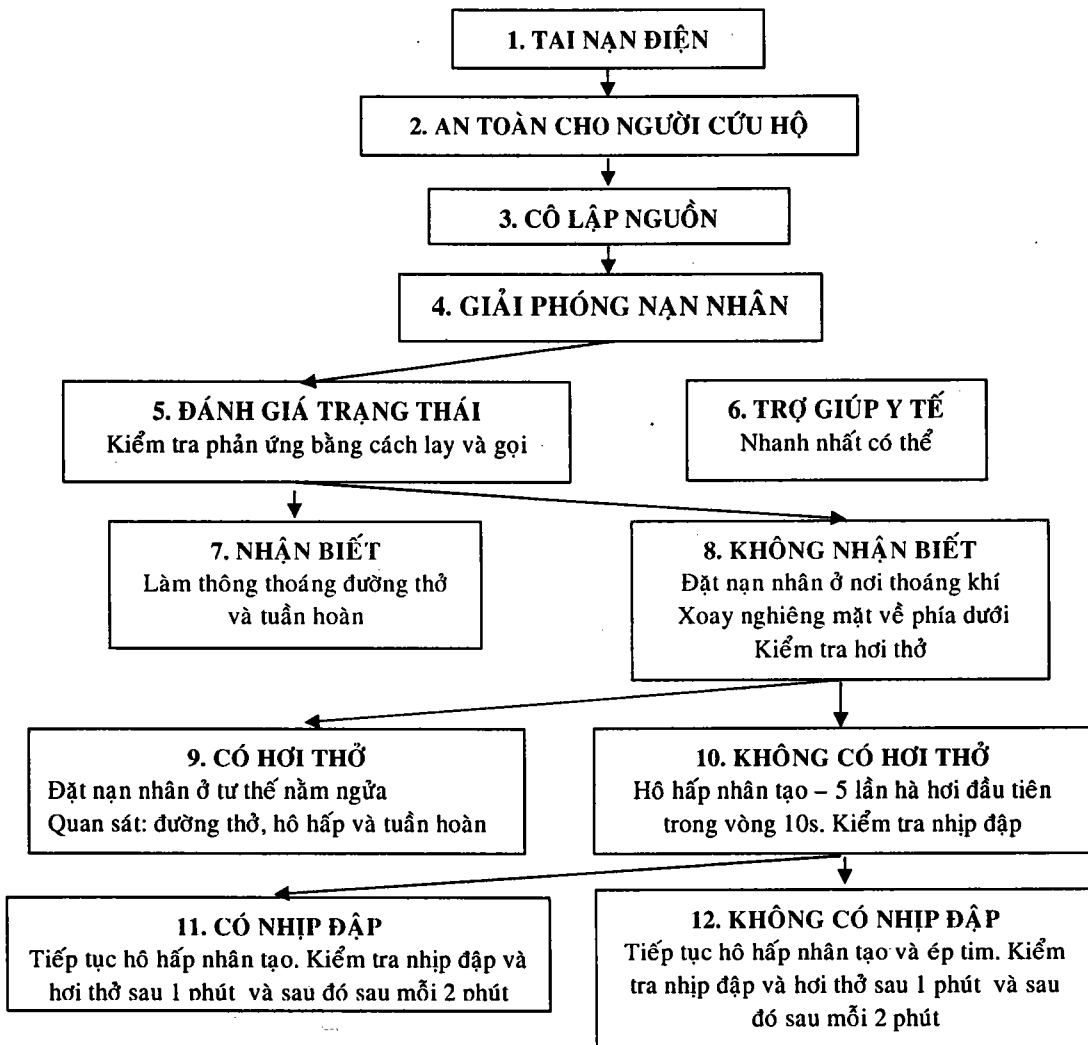 1. TAI NẠN ĐIỆN
2. AN TOÀN CHO NGƯỜI CỨU HỘ
3. CÔ LẬP NGUỒN
4. GIẢI PHÓNG NẠN NHÂN
5. ĐÁNH GIÁ TRẠNG THÁI
Kiểm tra phản ứng bằng cách lay và gọi
6. TRỢ GIÚP Y TẾ
Nhanh nhất có thể
7. NHẬN BIẾT
Làm thông thoáng đường thở
và tuần hoàn
8. KHÔNG NHẬN BIẾT
Đặt nạn nhân ở nơi thoáng khí
Xoay nghiêng mặt về phía dưới
Kiểm tra hơi thở
9. CÓ HƠI THỞ
Đặt nạn nhân ở tư thế nằm ngửa
Quan sát: đường thở, hô hấp và tuần hoàn
10. KHÔNG CÓ HƠI THỞ
Hô hấp nhân tạo – 5 lần hà hơi đầu tiên
trong vòng 10s. Kiểm tra nhịp đập
11. CÓ NHỊP ĐẬP
Tiếp tục hô hấp nhân tạo. Kiểm tra nhịp đập và
hơi thở sau 1 phút và sau đó sau mỗi 2 phút
12. KHÔNG CÓ NHỊP ĐẬP
Tiếp tục hô hấp nhân tạo và ép tim. Kiểm
tra nhịp đập và hơi thở sau 1 phút và sau
đó sau mỗi 2 phút